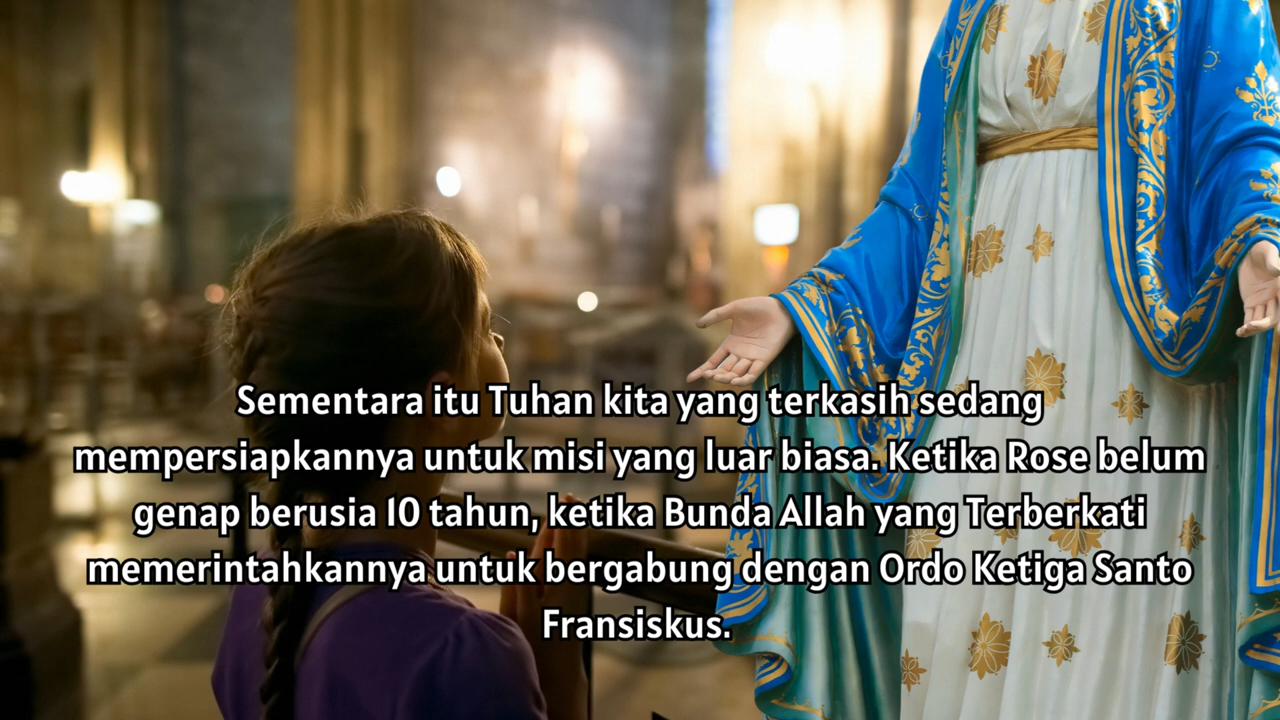 Sementara itu Tuhan kita yang terkasih sedang
mempersiapkannya untuk misi yang luar biasa. Ketika Rose belum
genap berusia 10 tahun, ketika Bunda Allah yang Terberkati
memerintahkannya untuk bergabung dengan Ordo Ketiga Santo
Fransiskus.